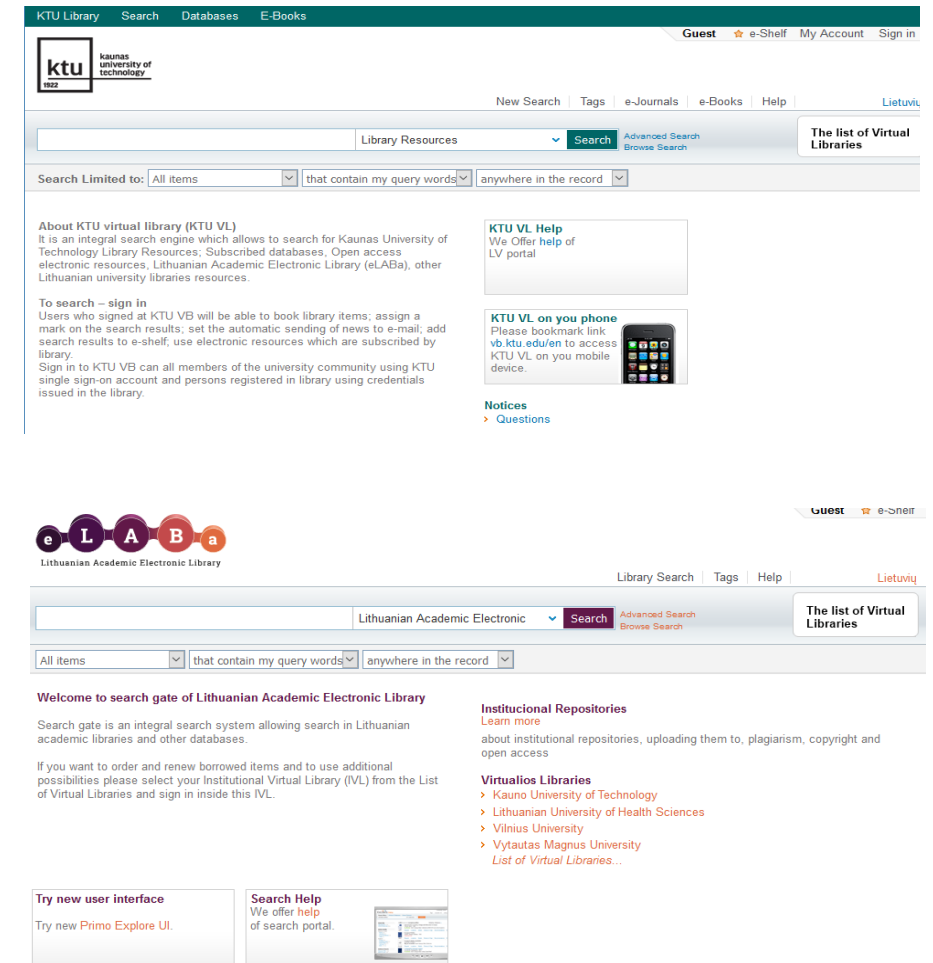 KTU Library Search Databases E-Books
Guest e-Shelf My Account Sign in
ktu
1922
kaunas
university of
technology
New Search Tags e-Journals e-Books Help Lietuvių
Library Resources Search Advanced Search
Browse Search
The list of Virtual
Libraries
Search Limited to: All items that contain my query words anywhere in the record
About KTU virtual library (KTU VL)
It is an integral search engine which allows to search for Kaunas University of
Technology Library Resources; Subscribed databases, Open access
electronic resources, Lithuanian Academic Electronic Library (eLABa), other
Lithuanian university libraries resources.
To search – sign in
Users who signed at KTU VB will be able to book library items; assign a
mark on the search results; set the automatic sending of news to e-mail; add
search results to e-shelf; use electronic resources which are subscribed by
library.
Sign in to KTU VB can all members of the university community using KTU
single sign-on account and persons registered in library using credentials
issued in the library.
KTU VL Help
We Offer help of
LV portal
KTU VL on you phone
Please bookmark link
vb.ktu.edu/en to access
KTU VL on you mobile
device.
Notices
Questions
eLABa
Lithuanian Academic Electronic Library
Guest e-Shelf
Library Search Tags Help Lietuvių
Lithuanian Academic Electronic Search Advanced Search
Browse Search
The list of Virtual
Libraries
All items that contain my query words anywhere in the record
Welcome to search gate of Lithuanian Academic Electronic Library
Search gate is an integral search system allowing search in Lithuanian
academic libraries and other databases.
If you want to order and renew borrowed items and to use additional
possibilities please select your Institutional Virtual Library (IVL) from the List
of Virtual Libraries and sign in inside this IVL.
Institucional Repositories
Learn more
about institutional repositories, uploading them to, plagiarism, copyright and
open access
Virtualios Libraries
Kauno University of Technology
Lithuanian University of Health Sciences
Vilnius University
Vytautas Magnus University
List of Virtual Libraries...
Try new user interface
Try new Primo Explore UI.
Search Help
We offer help
of search portal.